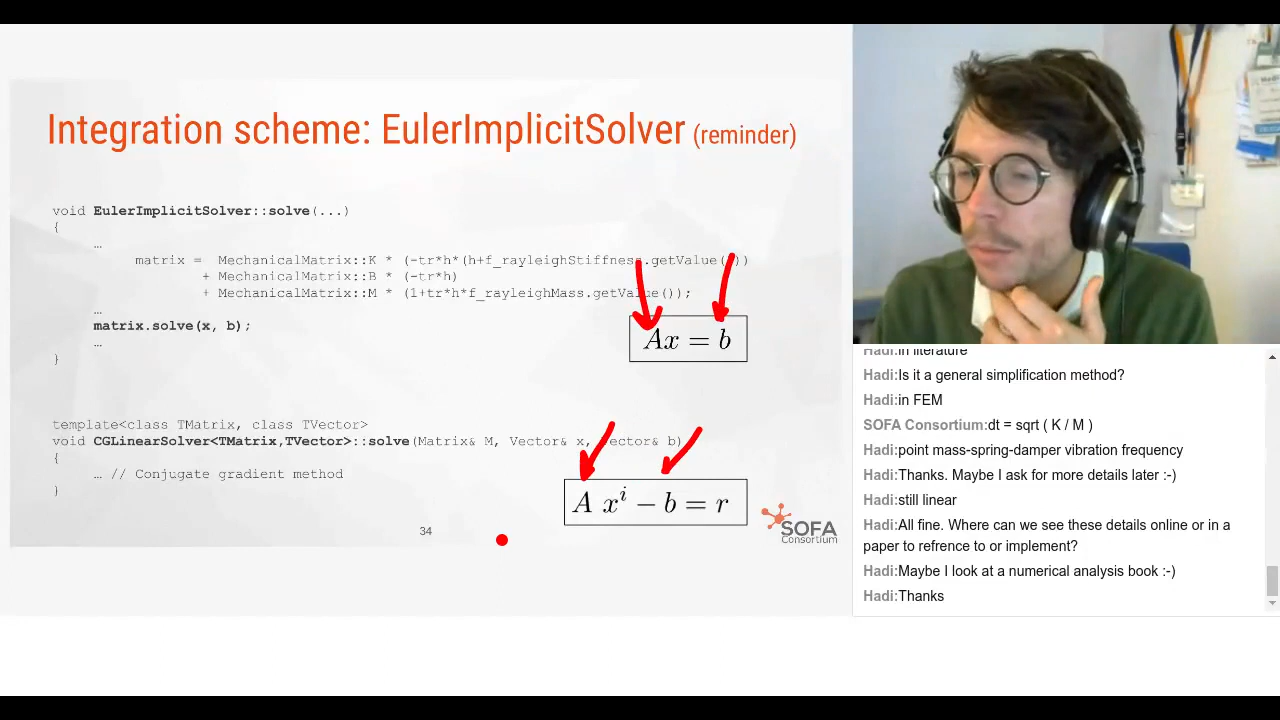 Integration scheme: EulerImplicitSolver (reminder)
void EulerImplicitSolver::solve(...)
{
…
matrix = MechanicalMatrix::K * (-tr*h*(h+f_rayleighStiffness.getValue()))
+ MechanicalMatrix::B * (-tr*h)
+ MechanicalMatrix::M * (1+tr*h*f_rayleighMass.getValue());
…
matrix.solve(x, b);
…
}
Ax = b
template<class TMatrix, class TVector>
void CGLinearSolver<TMatrix,TVector>::solve(Matrix& M, Vector& x, Vector& b)
{
… // Conjugate gradient method
}
A xⁱ − b = r
34
SOFA
Consortium
Hadi:in literature
Hadi:Is it a general simplification method?
Hadi:in FEM
SOFA Consortium:dt = sqrt ( K / M )
Hadi:point mass-spring-damper vibration frequency
Hadi:Thanks. Maybe I ask for more details later :-)
Hadi:still linear
Hadi:All fine. Where can we see these details online or in a
paper to refrence to or implement?
Hadi:Maybe I look at a numerical analysis book :-)
Hadi:Thanks